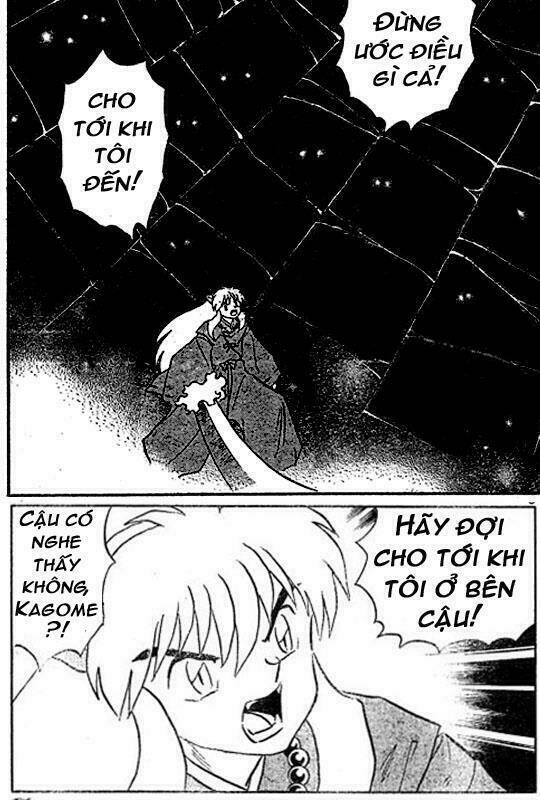 ĐỪNG
ƯỚC ĐIỀU
GÌ CẢ!
CHO
TỚI KHI
TÔI
ĐẾN!
CẬU CÓ
NGHE
THẤY
KHÔNG,
KAGOME
?!
HÃY ĐỢI
CHO TỚI KHI
TÔI Ở BÊN
CẬU!